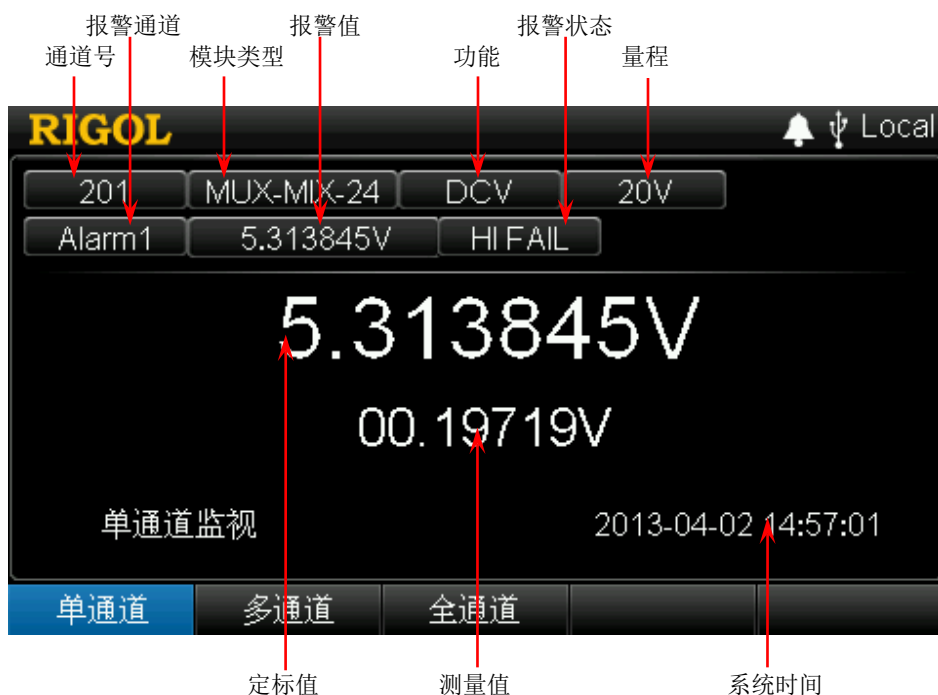 报警通道 报警值 报警状态
通道号 模块类型 功能 量程
RIGOL Local
201 MUX-MIX-24 DCV 20V
Alarm1 5.313845V HI FAIL
5.313845V
00.19719V
单通道监视 2013-04-02 14:57:01
单通道 多通道 全通道
定标值 测量值 系统时间